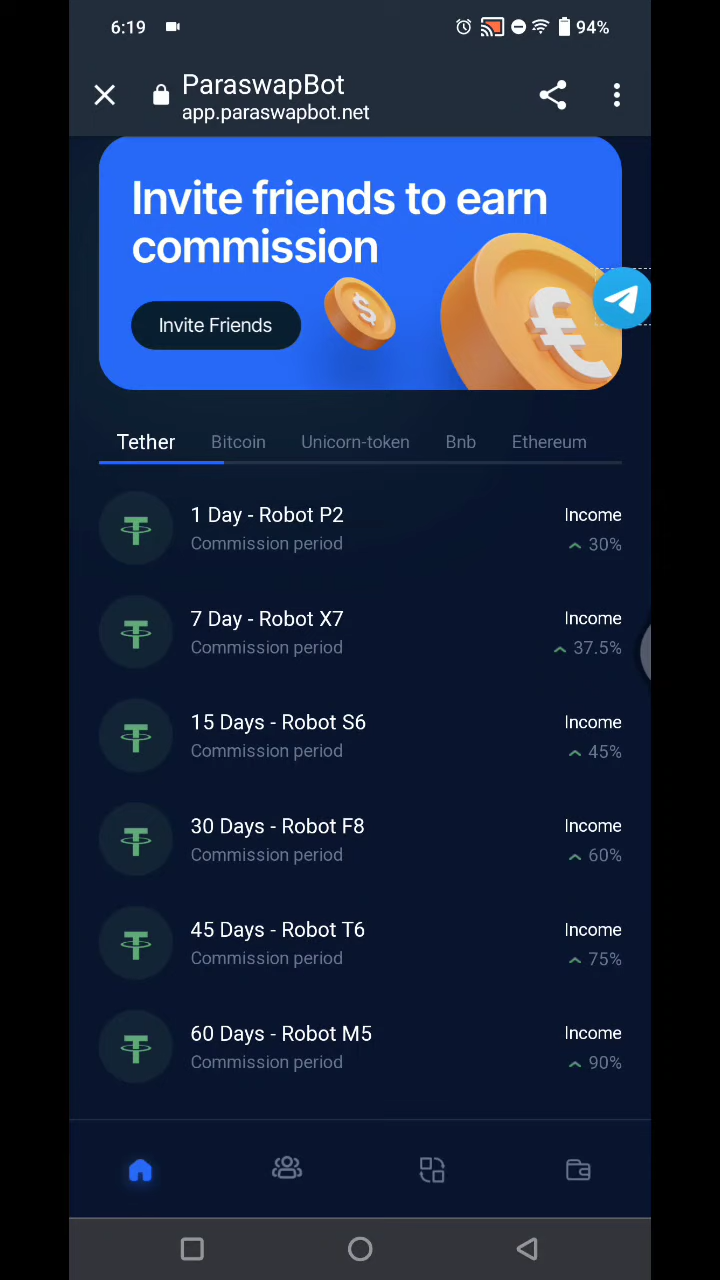 6:19
94%
ParaswapBot
app.paraswapbot.net
Invite friends to earn
commission
Invite Friends
Tether Bitcoin Unicorn-token Bnb Ethereum
1 Day - Robot P2 Income
Commission period 30%
7 Day - Robot X7 Income
Commission period 37.5%
15 Days - Robot S6 Income
Commission period 45%
30 Days - Robot F8 Income
Commission period 60%
45 Days - Robot T6 Income
Commission period 75%
60 Days - Robot M5 Income
Commission period 90%